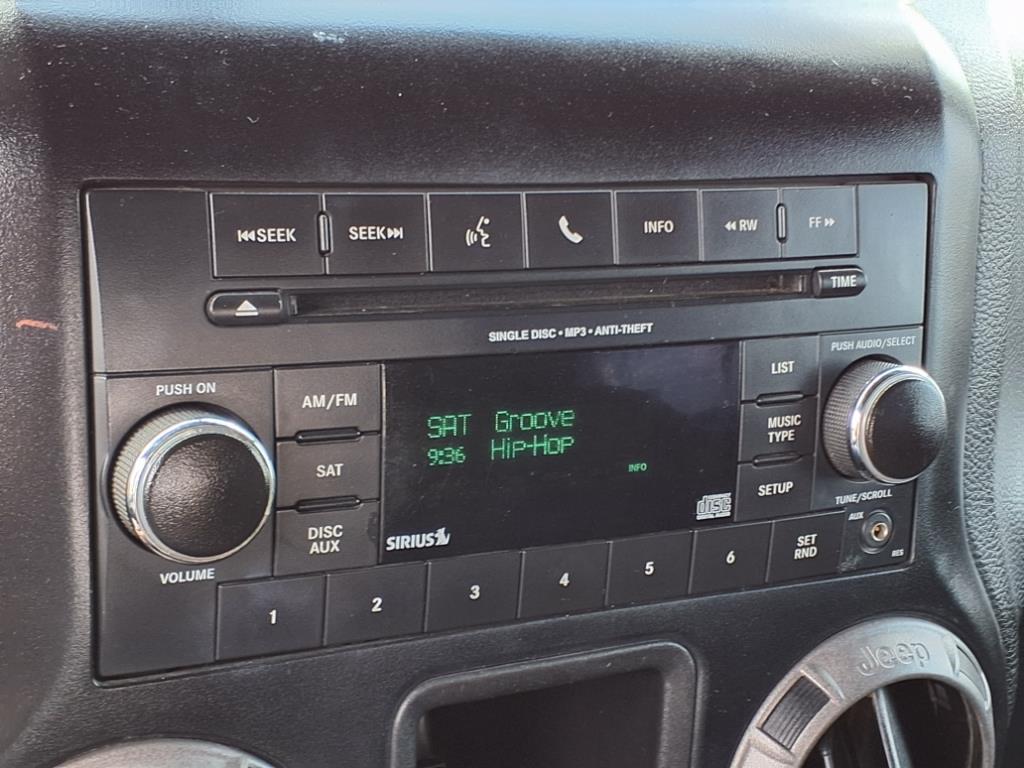 SEEK
SEEK
INFO
RW
FF
TIME
SINGLE DISC • MP3 • ANTI-THEFT
PUSH ON
VOLUME
AM/FM
SAT
DISC
AUX
SAT Groove
9:36 Hip-Hop
INFO
SIRIUS
disc
LIST
MUSIC
TYPE
SETUP
PUSH AUDIO/SELECT
TUNE/SCROLL
AUX
RES
1
2
3
4
5
6
SET
RND
Jeep